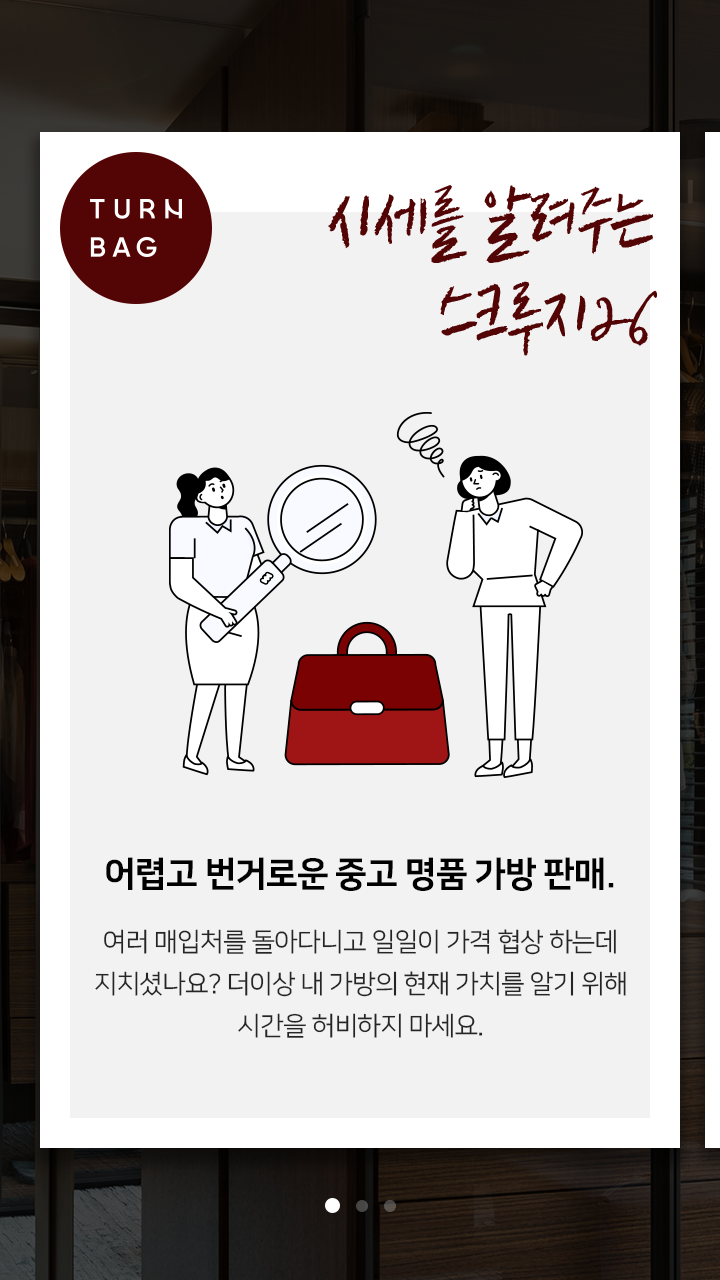 TURN
BAG
시세를 알려주는
스크루지26
어렵고 번거로운 중고 명품 가방 판매.
여러 매입처를 돌아다니고 일일이 가격 협상 하는데
지치셨나요? 더이상 내 가방의 현재 가치를 알기 위해
시간을 허비하지 마세요.